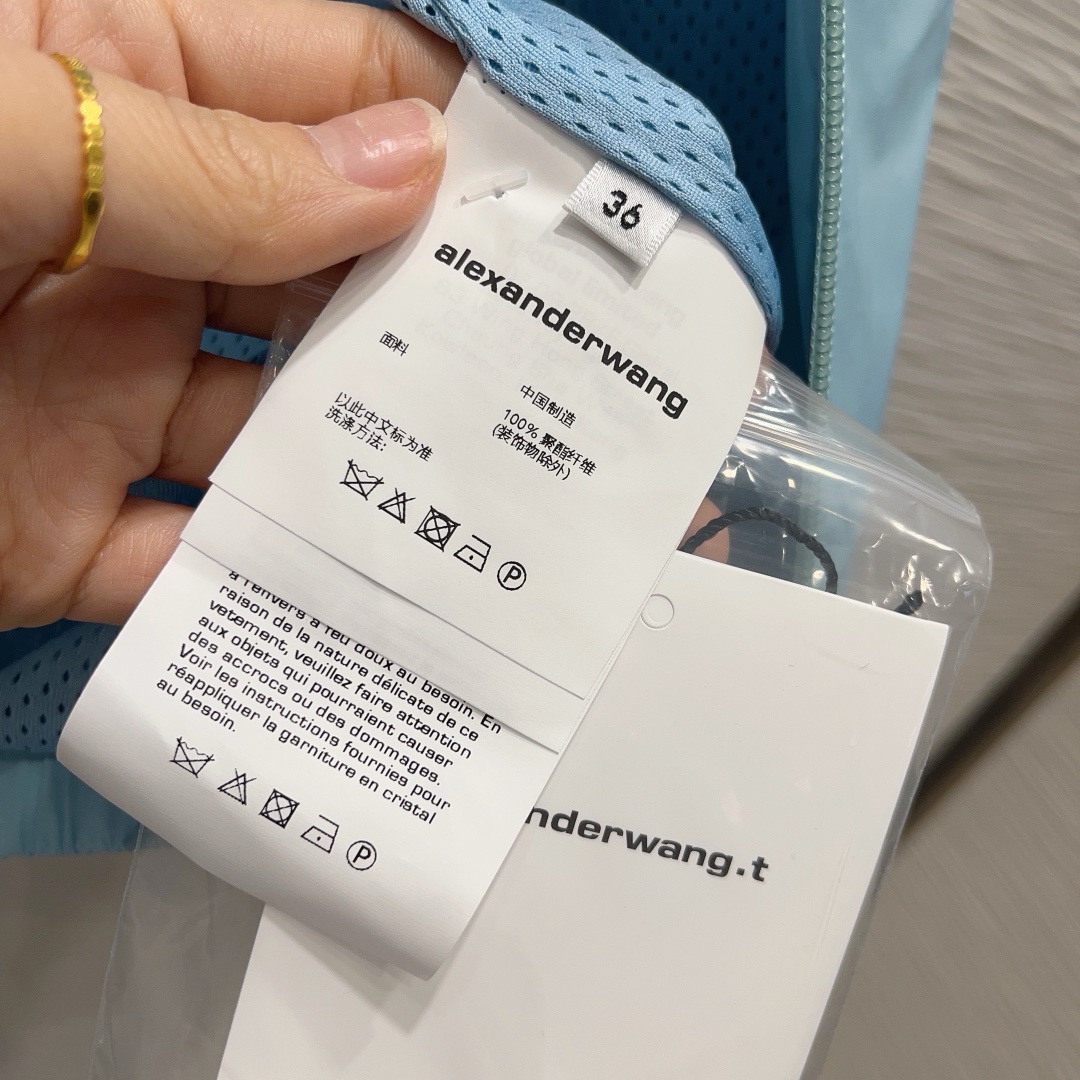 36
alexanderwang
面料
中国制造
100% 聚酯纤维
(装饰物除外)
以此中文标为准
洗涤方法:
P
à l'envers à feu doux au besoin. En
raison de la nature délicate de ce
vetement, veuillez faire attention
aux objets qui pourraient causer
des accrocs ou des dommages.
Voir les instructions fournies pour
réappliquer la garniture en cristal
au besoin.
P
nderwang.t